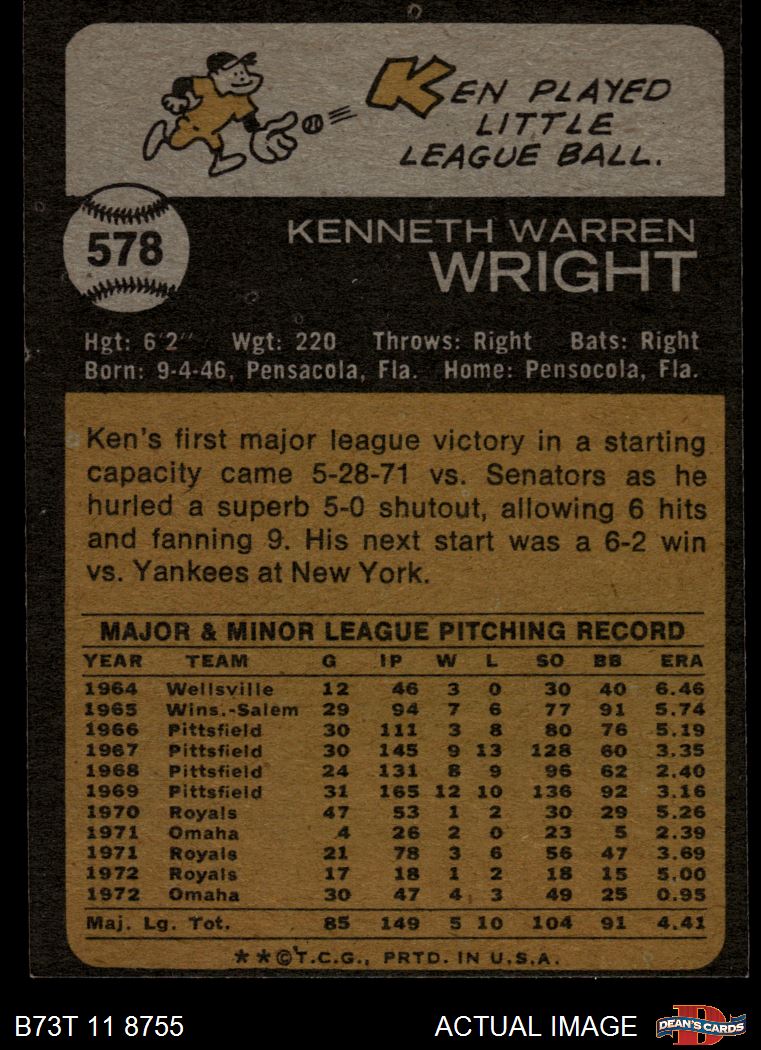 KEN PLAYED
LITTLE
LEAGUE BALL.
578
KENNETH WARREN
WRIGHT
Hgt: 6'2" Wgt: 220 Throws: Right Bats: Right
Born: 9-4-46, Pensacola, Fla. Home: Pensocola, Fla.
Ken's first major league victory in a starting
capacity came 5-28-71 vs. Senators as he
hurled a superb 5-0 shutout, allowing 6 hits
and fanning 9. His next start was a 6-2 win
vs. Yankees at New York.
MAJOR & MINOR LEAGUE PITCHING RECORD
YEAR TEAM G IP W L SO BB ERA
1964 Wellsville 12 46 3 0 30 40 6.46
1965 Wins.-Salem 29 94 7 6 77 91 5.74
1966 Pittsfield 30 111 3 8 80 76 5.19
1967 Pittsfield 30 145 9 13 128 60 3.35
1968 Pittsfield 24 131 8 9 96 62 2.40
1969 Pittsfield 31 165 12 10 136 92 3.16
1970 Royals 47 53 1 2 30 29 5.26
1971 Omaha 4 26 2 0 23 5 2.39
1971 Royals 21 78 3 6 56 47 3.69
1972 Royals 17 18 1 2 18 15 5.00
1972 Omaha 30 47 4 3 49 25 0.95
Maj. Lg. Tot. 85 149 5 10 104 91 4.41
**©T.C.G., PRTD. IN U.S.A.
B73T 11 8755 ACTUAL IMAGE DEAN'S CARDS